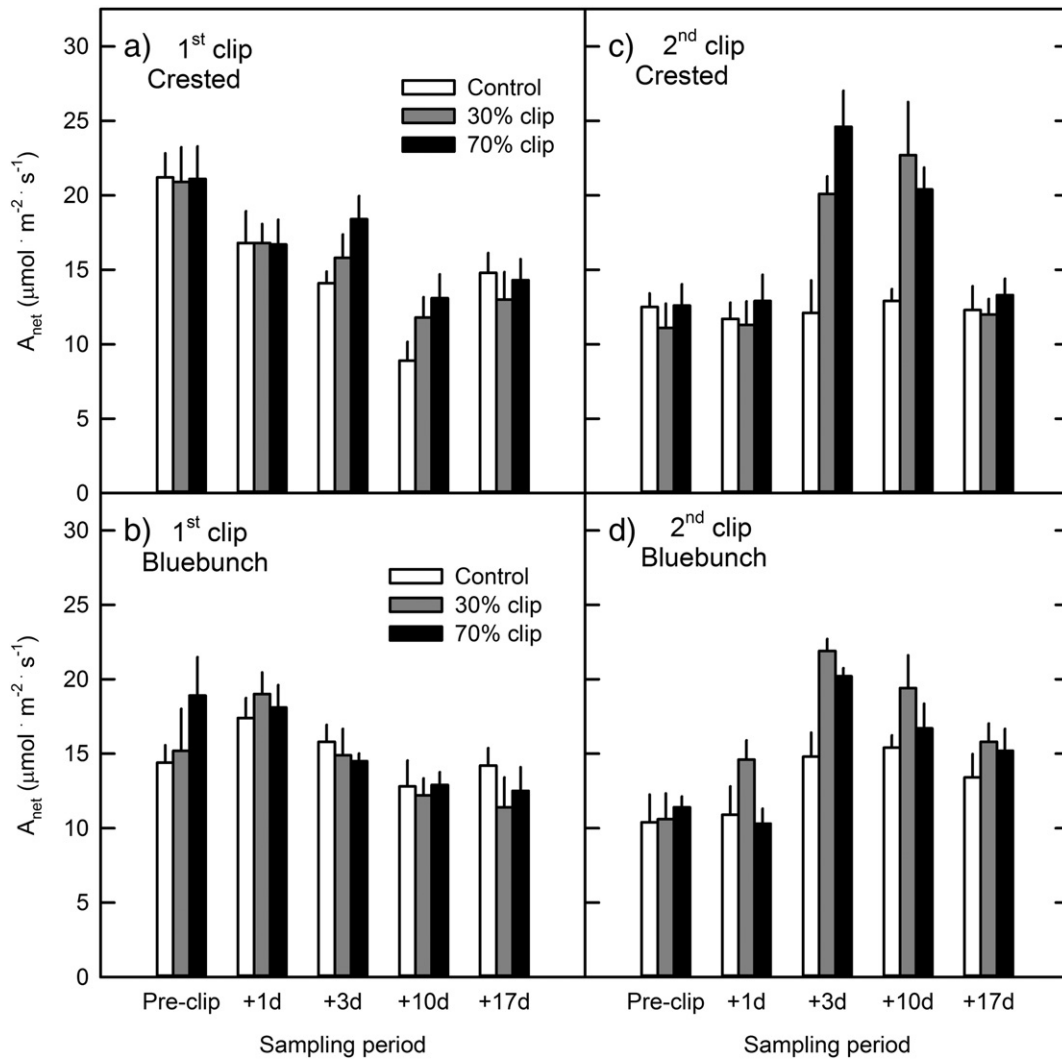 a) 1st clip
Crested
Control
30% clip
70% clip
30
25
20
15
10
5
0
Anet (μmol · m-2 · s-1)
c) 2nd clip
Crested
b) 1st clip
Bluebunch
Control
30% clip
70% clip
30
25
20
15
10
5
0
Anet (μmol · m-2 · s-1)
Pre-clip +1d +3d +10d +17d
Sampling period
d) 2nd clip
Bluebunch
Pre-clip +1d +3d +10d +17d
Sampling period